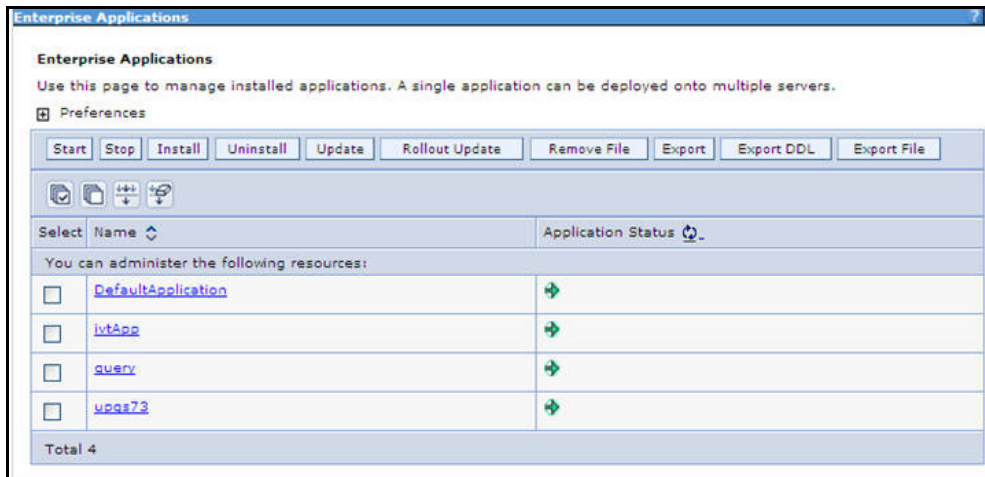 Enterprise Applications
?
Enterprise Applications
Use this page to manage installed applications. A single application can be deployed onto multiple servers.
Preferences
Start Stop Install Uninstall Update Rollout Update Remove File Export Export DDL Export File
Select Name Application Status
You can administer the following resources:
DefaultApplication
ivtApp
query
upgs73
Total 4